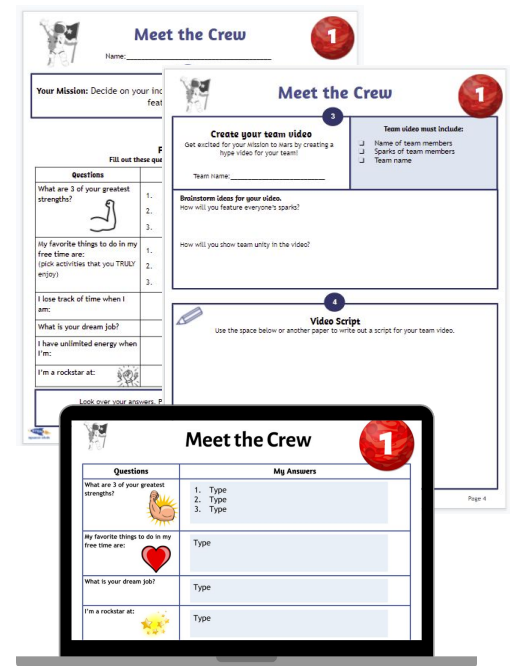 Meet the Crew
1
Name:
Your Mission: Decide on your
feat
Fill out these
Questions
What are 3 of your greatest
strengths?
1.
2.
3.
My favorite things to do in my
free time are:
(pick activities that you TRULY
enjoy)
1.
2.
3.
I lose track of time when I
am:
What is your dream job?
I have unlimited energy when
I'm:
I'm a rockstar at:
Look over your answers. P
Meet the Crew
1
3
Create your team video
Get excited for your Mission to Mars by creating a
hype video for your team!
Team Name:
Team video must include:
Name of team members
Sparks of team members
Team name
Brainstorm ideas for your video.
How will you feature everyone's sparks?
How will you show team unity in the video?
4
Video Script
Use the space below or another paper to write out a script for your team video.
Page 4
Meet the Crew
1
Questions
My Answers
What are 3 of your greatest
strengths?
1. Type
2. Type
3. Type
My favorite things to do in my
free time are:
Type
What is your dream job?
Type
I'm a rockstar at:
Type